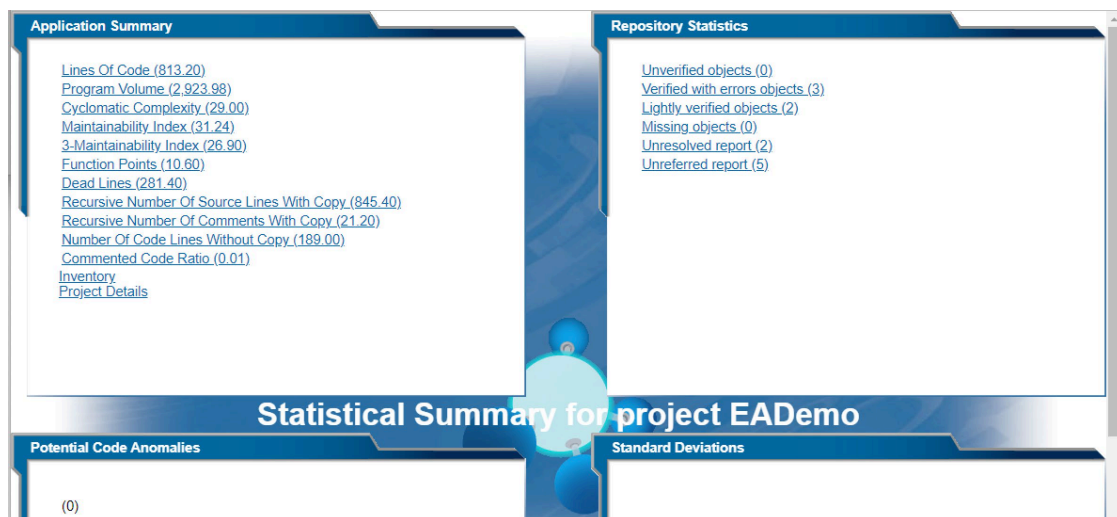 Application Summary
Lines Of Code (813.20)
Program Volume (2,923.98)
Cyclomatic Complexity (29.00)
Maintainability Index (31.24)
3-Maintainability Index (26.90)
Function Points (10.60)
Dead Lines (281.40)
Recursive Number Of Source Lines With Copy (845.40)
Recursive Number Of Comments With Copy (21.20)
Number Of Code Lines Without Copy (189.00)
Commented Code Ratio (0.01)
Inventory
Project Details
Repository Statistics
Unverified objects (0)
Verified with errors objects (3)
Lightly verified objects (2)
Missing objects (0)
Unresolved report (2)
Unreferred report (5)
Statistical Summary for project EADemo
Potential Code Anomalies
(0)
Standard Deviations